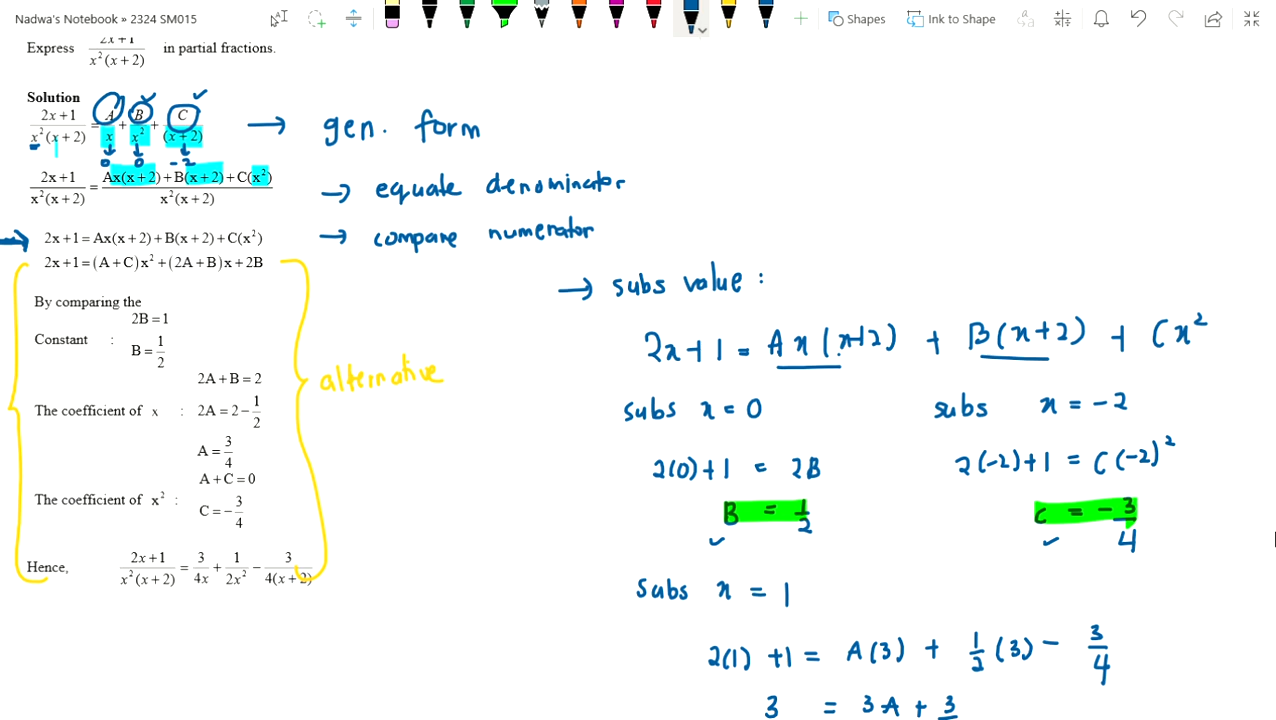 Nadwa's Notebook » 2324 SM015
Shapes
Ink to Shape
Express (2x+1)/(x²(x+2)) in partial fractions.
Solution
(2x+1)/(x²(x+2)) = A/x + B/x² + C/(x+2) → gen. form
0 0 -2
(2x+1)/(x²(x+2)) = (Ax(x+2)+B(x+2)+C(x²))/(x²(x+2)) → equate denominator
2x+1=Ax(x+2)+B(x+2)+C(x²) → compare numerator
2x+1=(A+C)x²+(2A+B)x+2B
By comparing the
2B=1
Constant :
B=1/2
2A+B=2
The coefficient of x : 2A=2-1/2
A=3/4
A+C=0
The coefficient of x² :
C=-3/4
Hence, (2x+1)/(x²(x+2)) = 3/(4x) + 1/(2x²) - 3/(4(x+2))
alternative
→ subs value :
2x+1 = Ax(x+2) + B(x+2) + Cx²
subs x=0
2(0)+1 = 2B
B = 1/2
subs x=-2
2(-2)+1 = C(-2)²
C = -3/4
subs x = 1
2(1)+1 = A(3) + 1/2(3) - 3/4
3 = 3A + 3